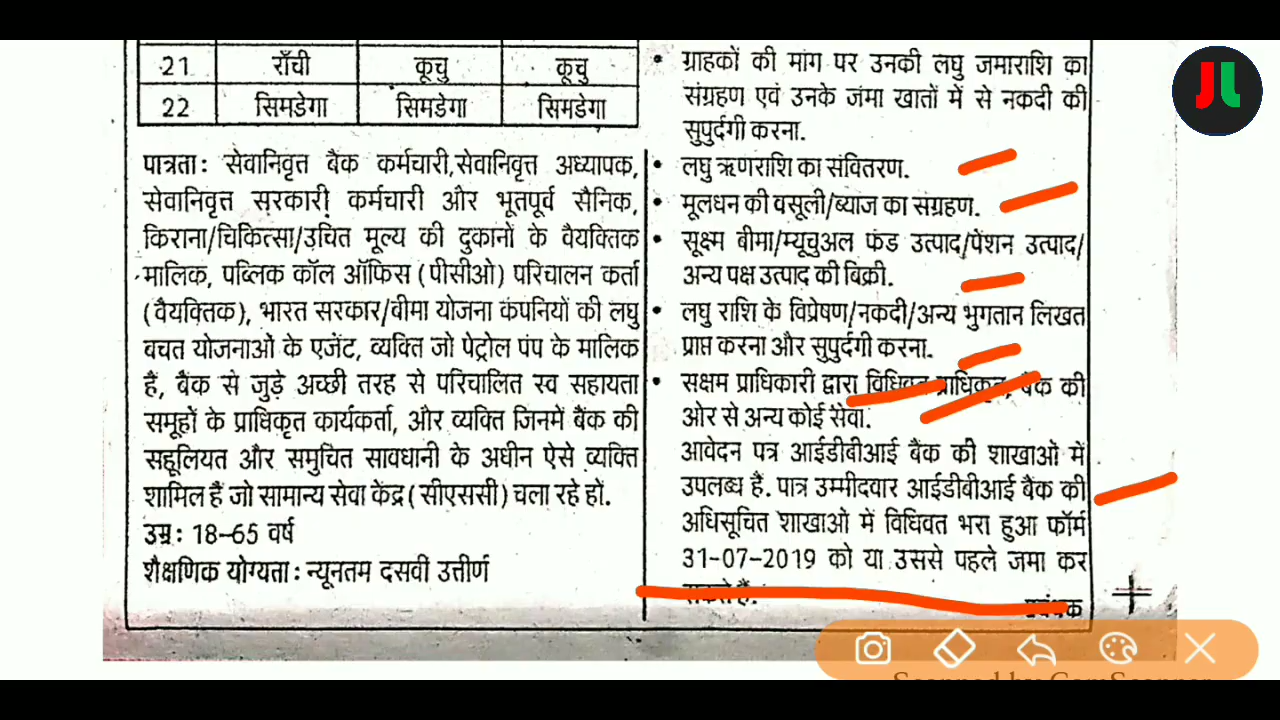 JL
21 राँची कूचु कूचु
22 सिमडेगा सिमडेगा सिमडेगा
पात्रताः सेवानिवृत बैंक कर्मचारी,सेवानिवृत्त अध्यापक,
सेवानिवृत्त सरकारी कर्मचारी और भूतपूर्व सैनिक,
किराना/चिकित्सा/उचित मूल्य की दुकानों के वैयक्तिक
मालिक, पब्लिक कॉल ऑफिस (पीसीओ) परिचालन कर्ता
(वैयक्तिक), भारत सरकार/बीमा योजना कंपनियों की लघु
बचत योजनाओं के एजेंट, व्यक्ति जो पेट्रोल पंप के मालिक
हैं, बैंक से जुड़े अच्छी तरह से परिचालित स्व सहायता
समूहों के प्राधिकृत कार्यकर्ता, और व्यक्ति जिनमें बैंक की
सहूलियत और समुचित सावधानी के अधीन ऐसे व्यक्ति
शामिल हैं जो सामान्य सेवा केंद्र (सीएससी) चला रहे हों.
उम्रः 18–65 वर्ष
शैक्षणिक योग्यताः न्यूनतम दसवी उत्तीर्ण
• ग्राहकों की मांग पर उनकी लघु जमाराशि का
संग्रहण एवं उनके जमा खातों में से नकदी की
सुपुर्दगी करना.
• लघु ऋणराशि का संवितरण.
• मूलधन की वसूली/ब्याज का संग्रहण.
• सूक्ष्म बीमा/म्यूचुअल फंड उत्पाद/पेंशन उत्पाद/
अन्य पक्ष उत्पाद की बिक्री.
• लघु राशि के विप्रेषण/नकदी/अन्य भुगतान लिखत
प्राप्त करना और सुपुर्दगी करना.
• सक्षम प्राधिकारी द्वारा विधिवत प्राधिकृत, बैंक की
ओर से अन्य कोई सेवा.
आवेदन पत्र आईडीबीआई बैंक की शाखाओं में
उपलब्ध हैं. पात्र उम्मीदवार आईडीबीआई बैंक की
अधिसूचित शाखाओं में विधिवत भरा हुआ फॉर्म
31-07-2019 को या उससे पहले जमा कर
सकते हैं.
प्रबंधक